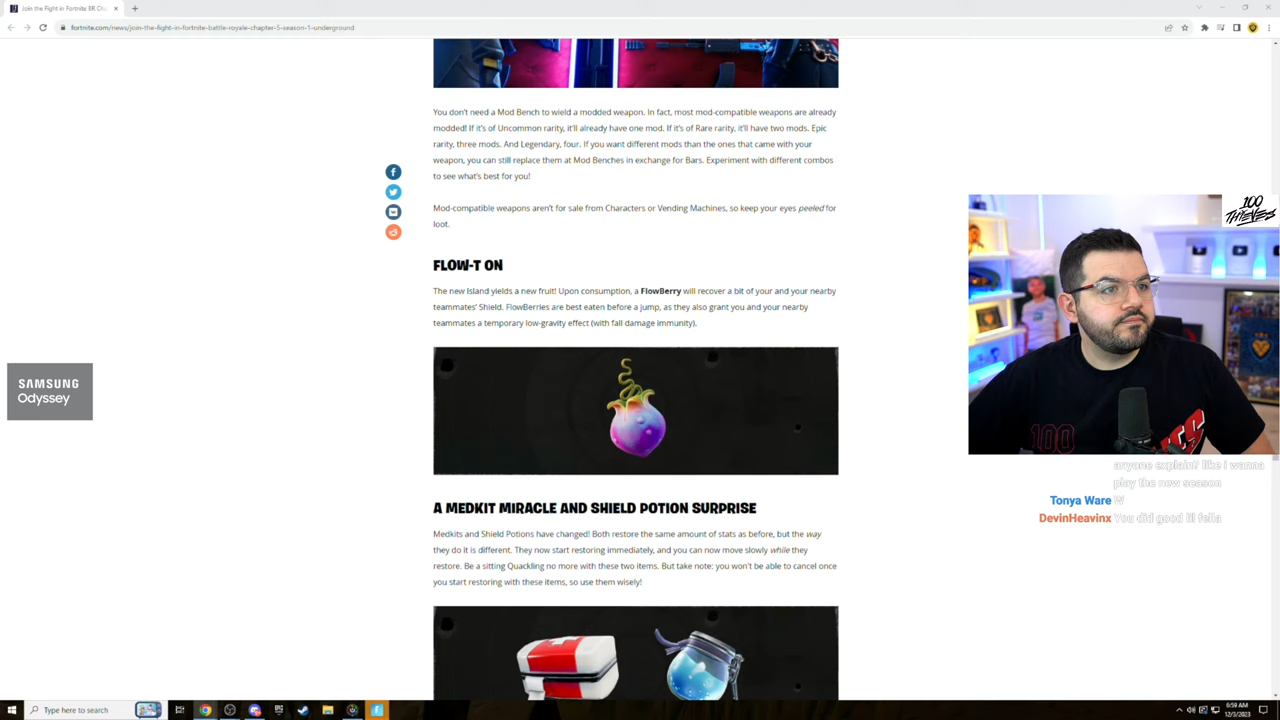 Join the Fight in Fortnite BR Cha
fortnite.com/news/join-the-fight-in-fortnite-battle-royale-chapter-5-season-1-underground
You don't need a Mod Bench to wield a modded weapon. In fact, most mod-compatible weapons are already
modded! If it's of Uncommon rarity, it'll already have one mod. If it's of Rare rarity, it'll have two mods. Epic
rarity, three mods. And Legendary, four. If you want different mods than the ones that came with your
weapon, you can still replace them at Mod Benches in exchange for Bars. Experiment with different combos
to see what's best for you!
Mod-compatible weapons aren't for sale from Characters or Vending Machines, so keep your eyes peeled for
loot.
FLOW-T ON
The new Island yields a new fruit! Upon consumption, a FlowBerry will recover a bit of your and your nearby
teammates' Shield. FlowBerries are best eaten before a jump, as they also grant you and your nearby
teammates a temporary low-gravity effect (with fall damage immunity).
A MEDKIT MIRACLE AND SHIELD POTION SURPRISE
Medkits and Shield Potions have changed! Both restore the same amount of stats as before, but the way
they do it is different. They now start restoring immediately, and you can now move slowly while they
restore. Be a sitting Quackling no more with these two items. But take note: you won't be able to cancel once
you start restoring with these items, so use them wisely!
SAMSUNG
Odyssey
100
THIEVES
100
anyone explain? like i wanna
play the new season
Tonya Ware W
DevinHeavinx You did good lil fella
Type here to search
6:59 AM
12/3/2023